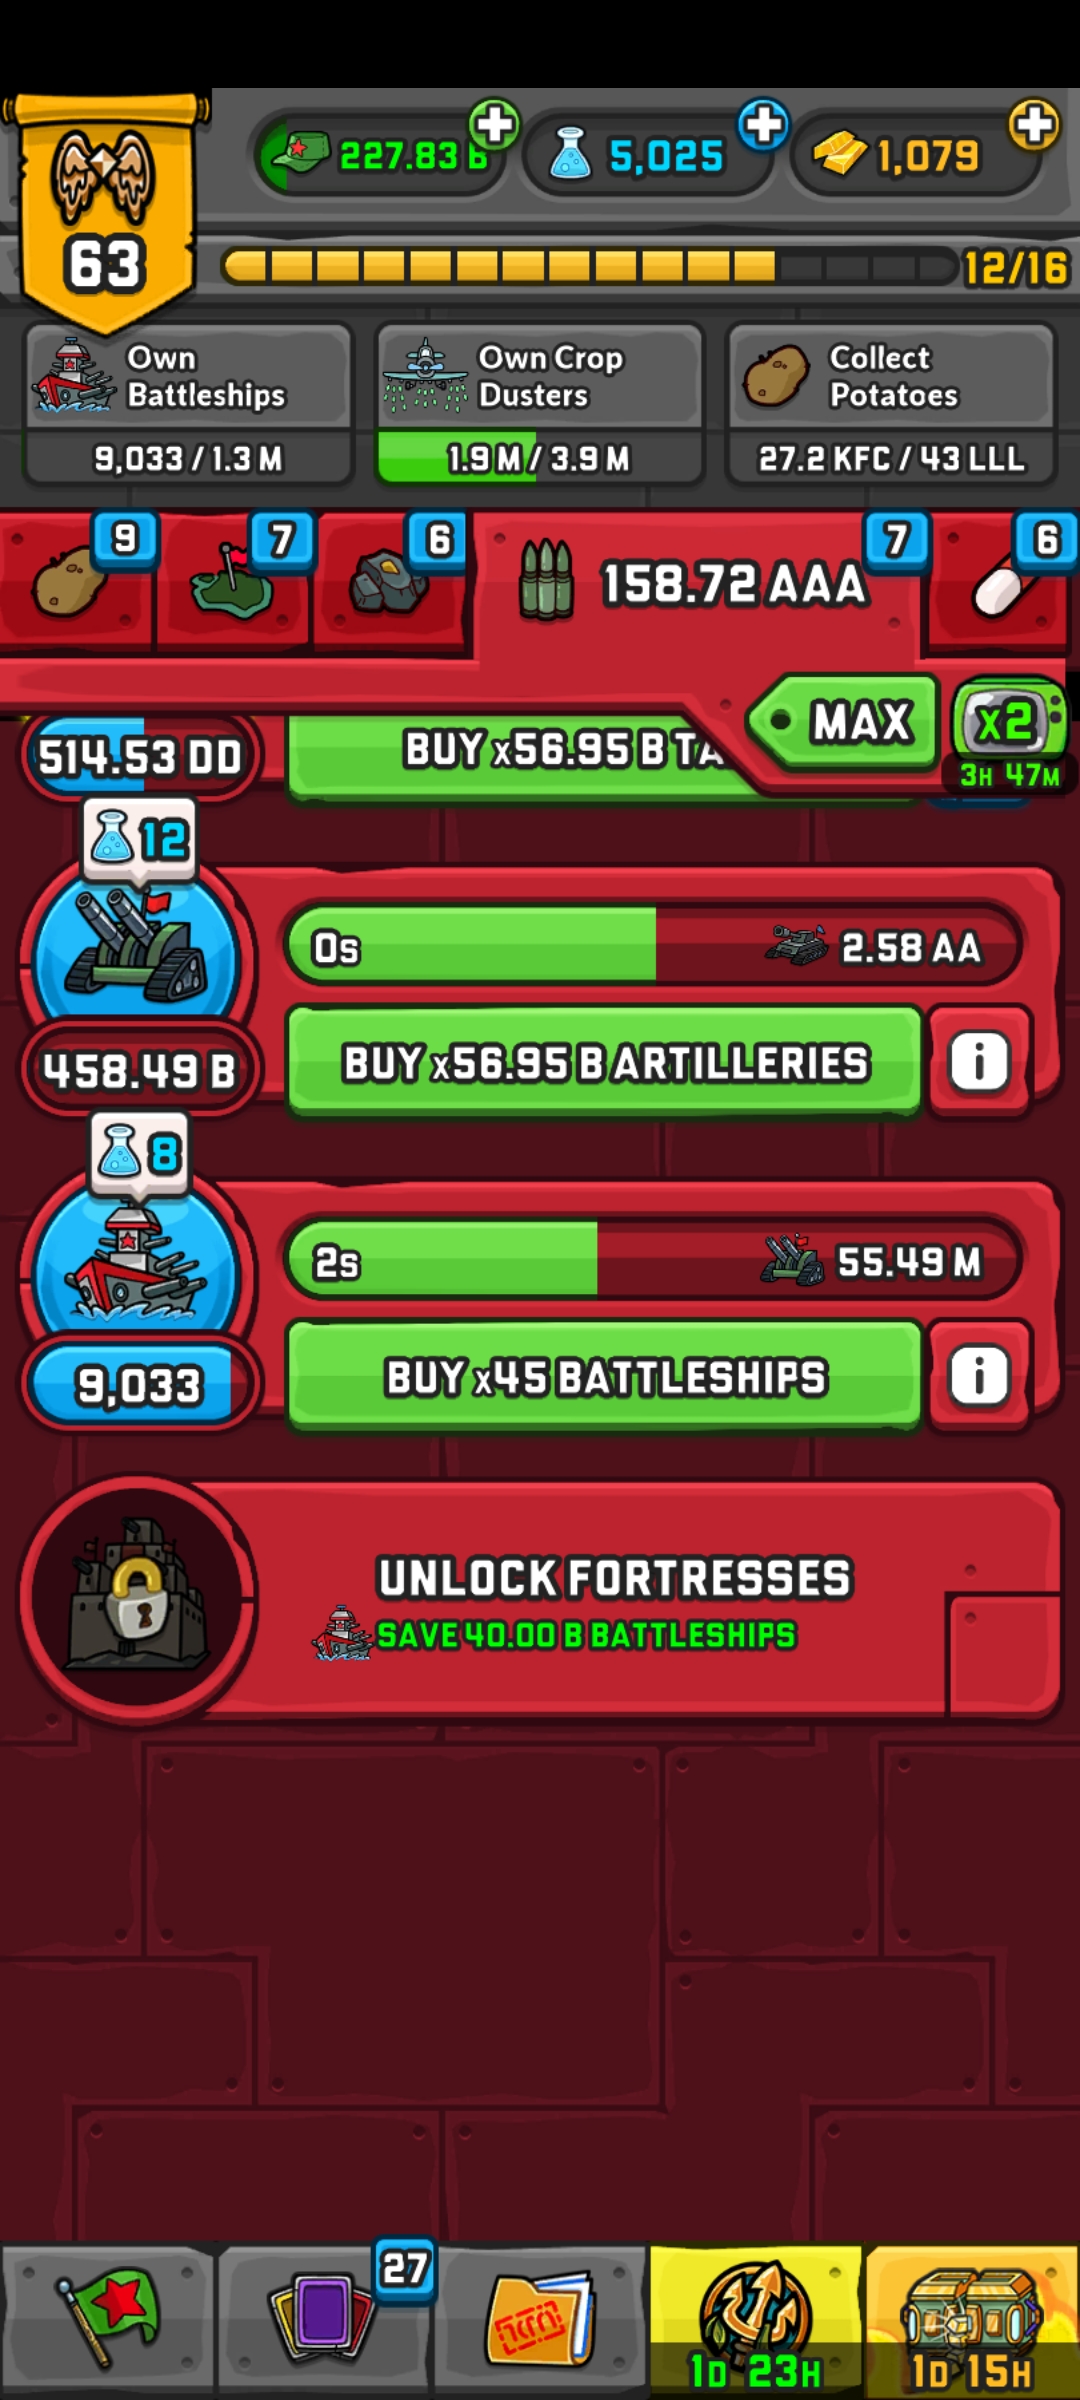 227.83 B
5,025
1,079
63
12/16
Own
Battleships
9,033 / 1.3 M
Own Crop
Dusters
1.9 M / 3.9 M
Collect
Potatoes
27.2 KFC / 43 LLL
9
7
6
158.72 AAA
7
6
MAX
x2
3H 47M
514.53 DD
BUY x56.95 B
12
0s
2.58 AA
458.49 B
BUY x56.95 B ARTILLERIES
i
8
2s
55.49 M
9,033
BUY x45 BATTLESHIPS
i
UNLOCK FORTRESSES
SAVE 40.00 B BATTLESHIPS
27
1D 23H
1D 15H